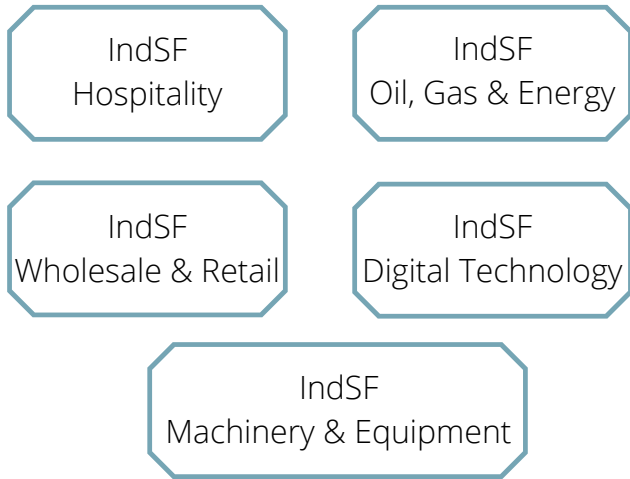 IndSF
Hospitality
IndSF
Oil, Gas & Energy
IndSF
Wholesale & Retail
IndSF
Digital Technology
IndSF
Machinery & Equipment